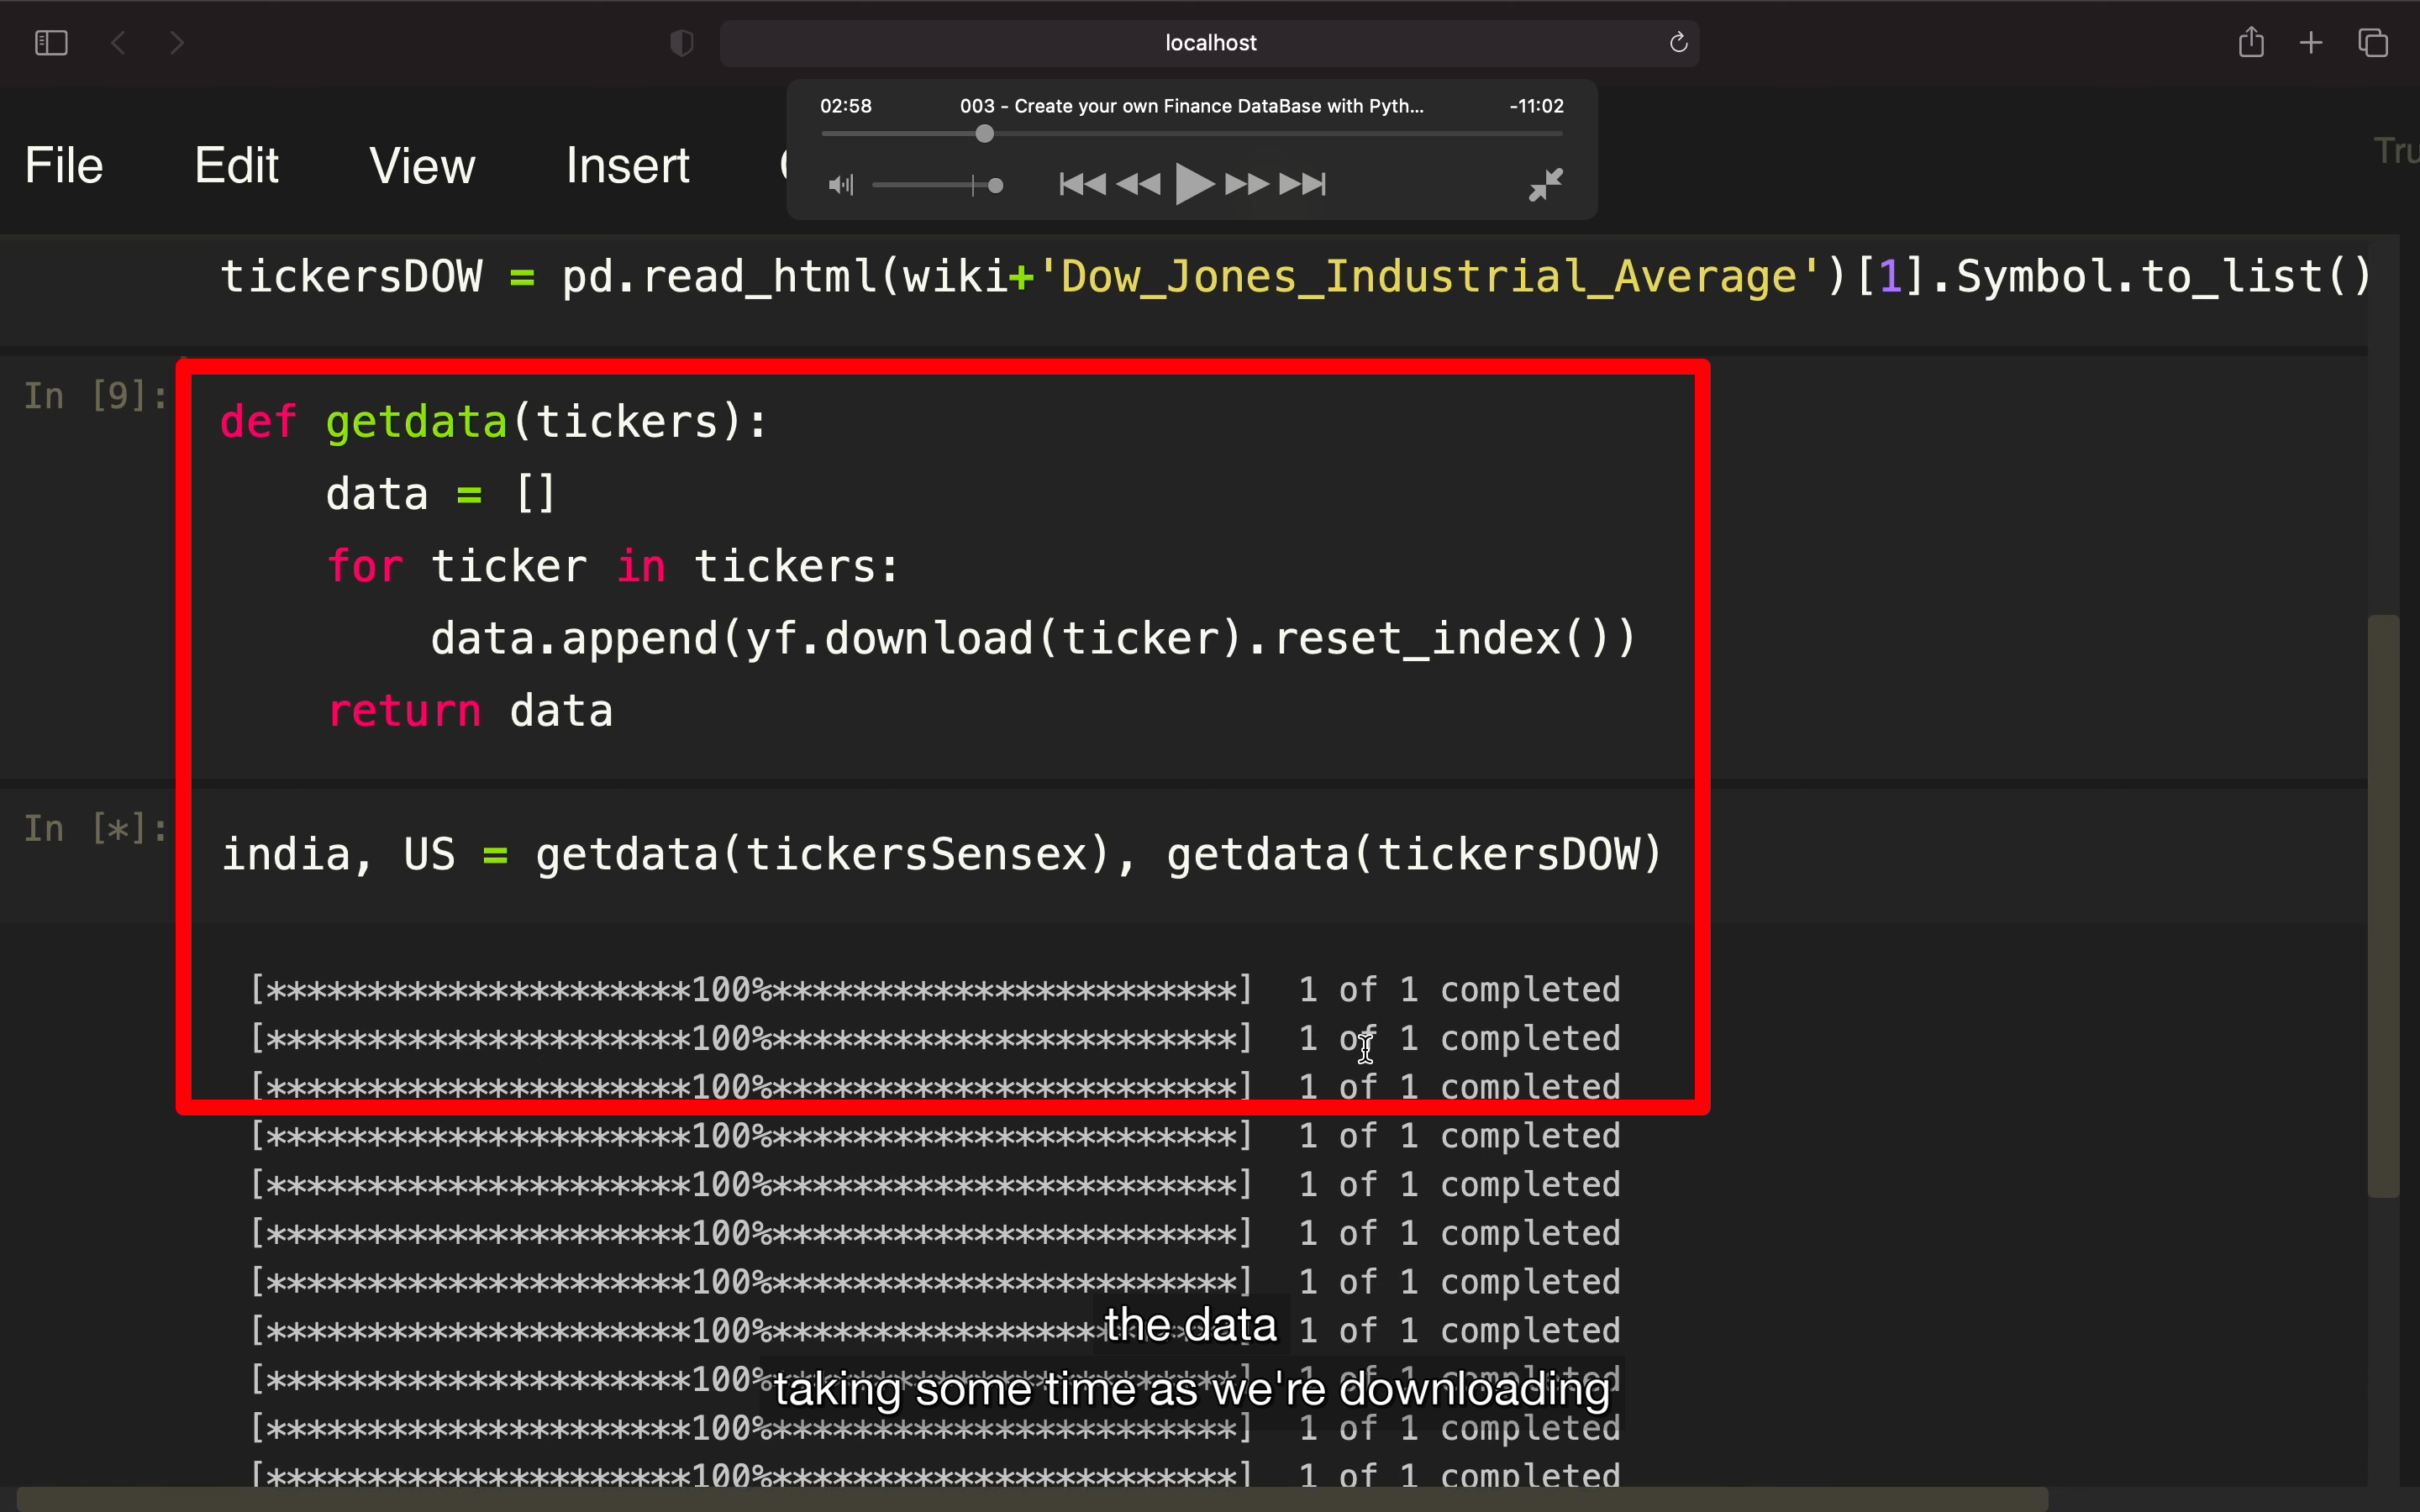 localhost
02:58 003 - Create your own Finance DataBase with Pyth... -11:02
File Edit View Insert
tickersDOW = pd.read_html(wiki+'Dow_Jones_Industrial_Average')[1].Symbol.to_list()
In [9]:
def getdata(tickers):
    data = []
    for ticker in tickers:
        data.append(yf.download(ticker).reset_index())
    return data
In [*]:
india, US = getdata(tickersSensex), getdata(tickersDOW)
[*********************100%***********************]  1 of 1 completed
[*********************100%***********************]  1 of 1 completed
[*********************100%***********************]  1 of 1 completed
[*********************100%***********************]  1 of 1 completed
[*********************100%***********************]  1 of 1 completed
[*********************100%***********************]  1 of 1 completed
[*********************100%***********************]  1 of 1 completed
[*********************100%***********************]  1 of 1 completed
[*********************100%***********************]  1 of 1 completed
[*********************100%***********************]  1 of 1 completed
[*********************100%***********************]  1 of 1 completed
the data
taking some time as we're downloading